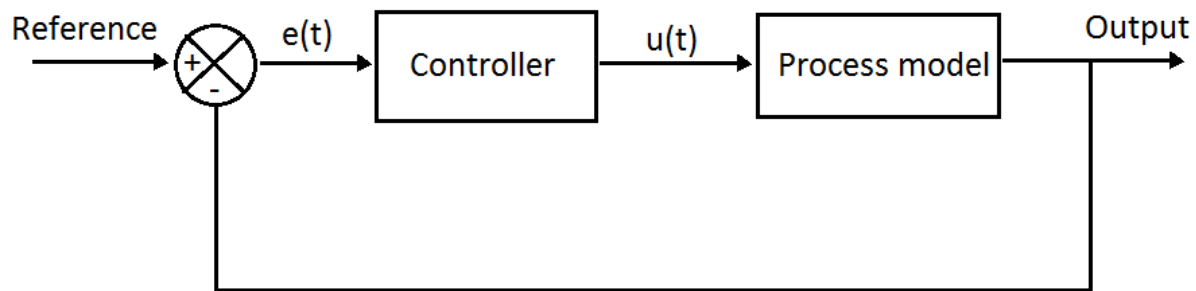 Reference
+
-
e(t)
Controller
u(t)
Process model
Output